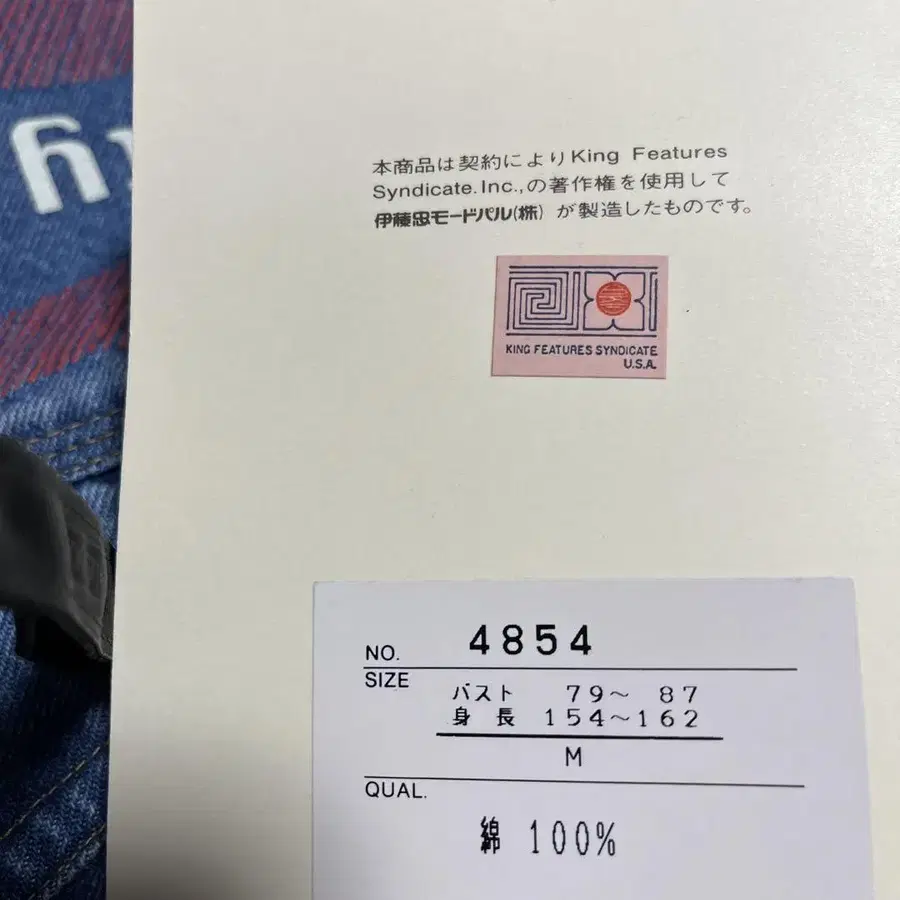 本商品は契約によりKing Features
Syndicate.Inc.,の著作権を使用して
伊藤忠モードパル(株) が製造したものです。
KING FEATURES SYNDICATE
U.S.A.
NO. 4854
SIZE バスト 79～ 87
身 長 154～162
M
QUAL.
綿 100%